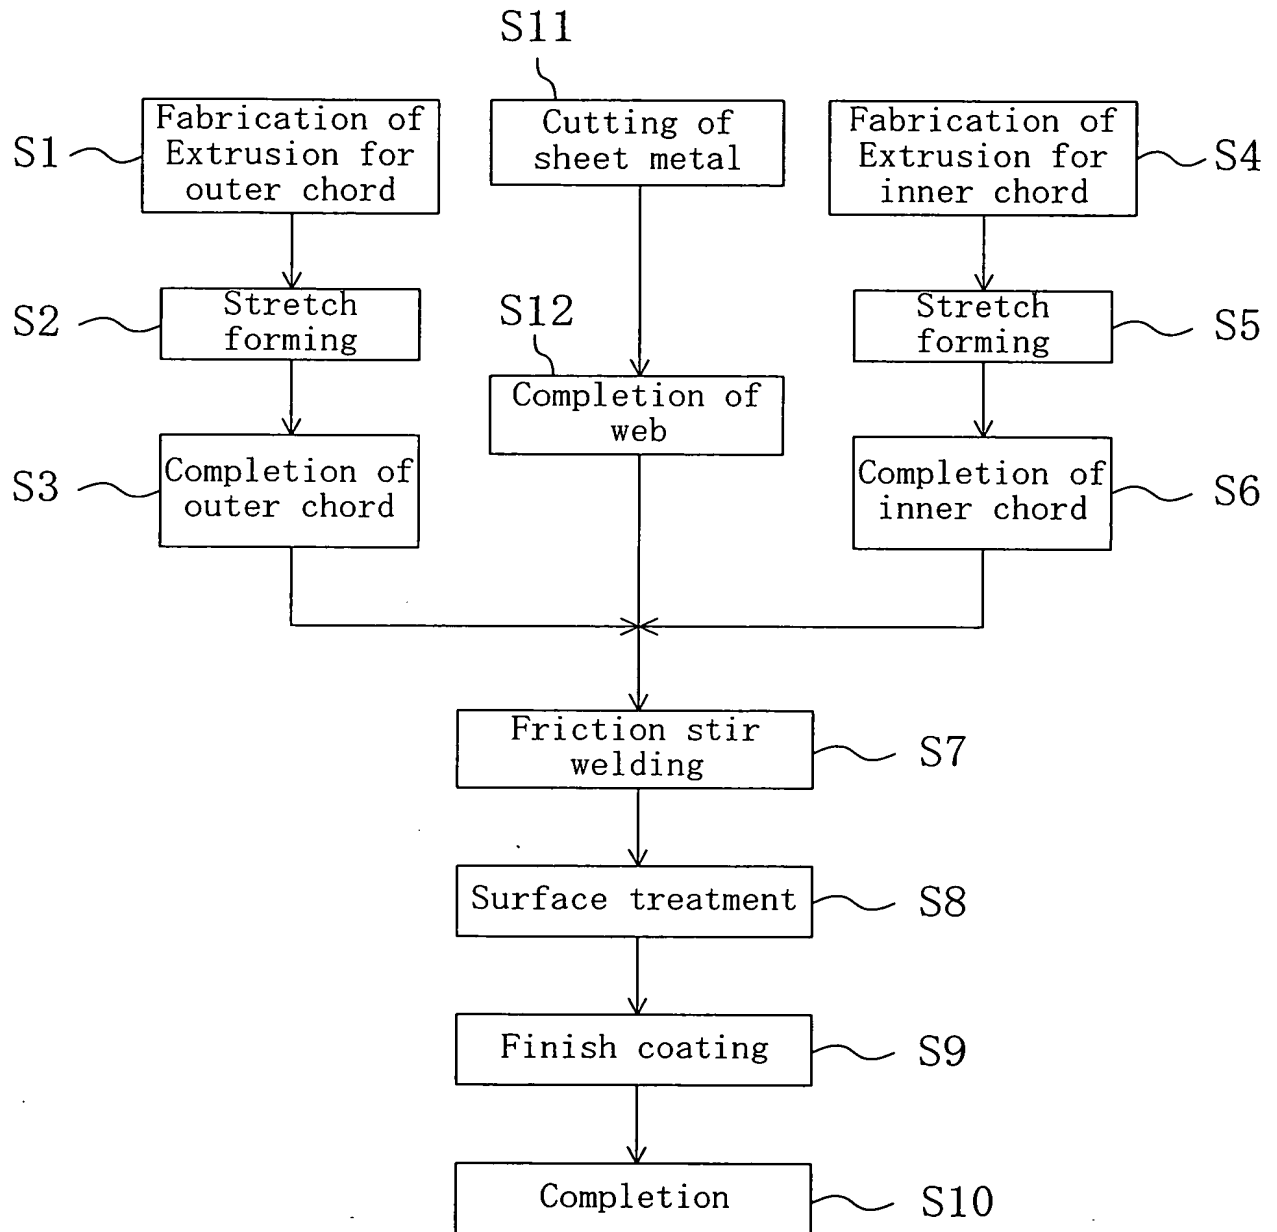 S11
S1
Fabrication of
Extrusion for
outer chord
Cutting of
sheet metal
Fabrication of
Extrusion for
inner chord
S4
S2
Stretch
forming
S12
Stretch
forming
S5
S3
Completion of
outer chord
Completion of
web
Completion of
inner chord
S6
Friction stir
welding
S7
Surface treatment
S8
Finish coating
S9
Completion
S10